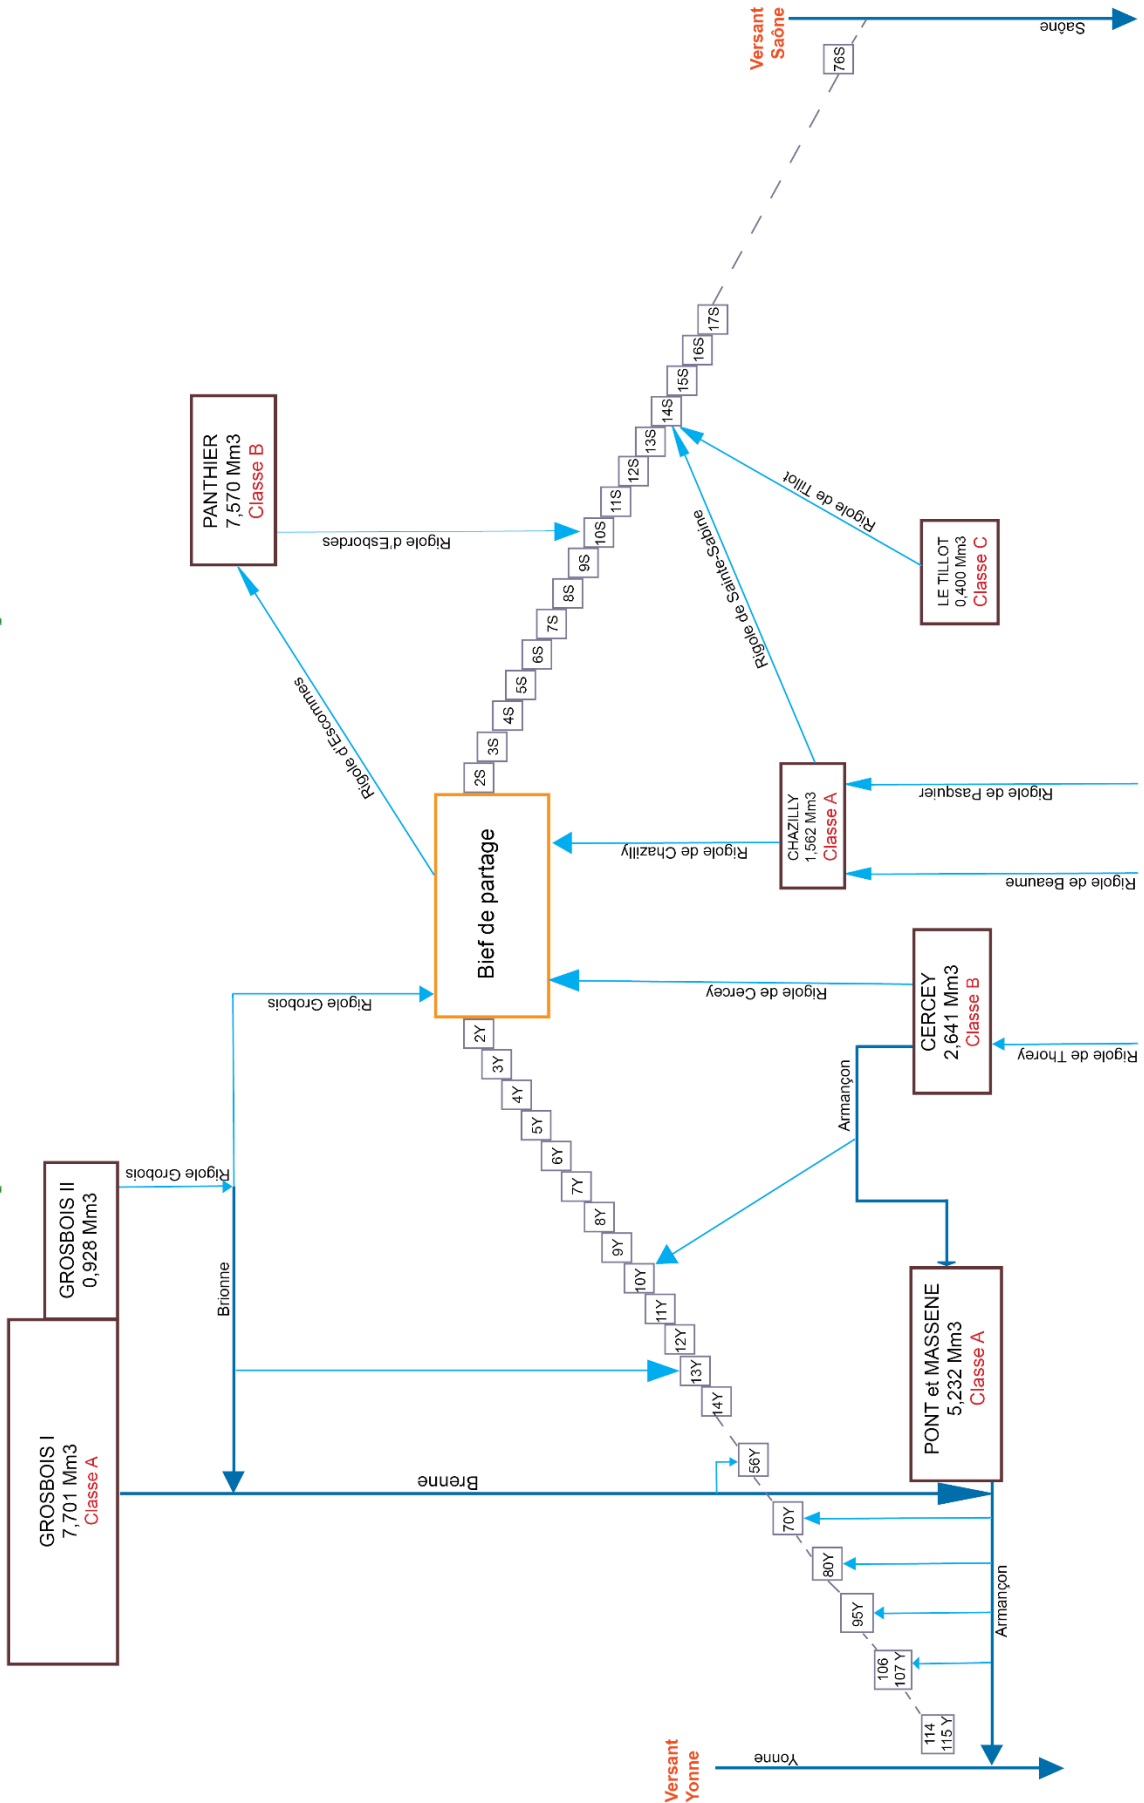 GROSBOIS I
7,701 Mm3
Classe A
GROSBOIS II
0,928 Mm3
Rigole Grobois
Brionne
Rigole Grobois
Brenne
PANTHIER
7,570 Mm3
Classe B
Rigole d'Escommes
Rigole d'Esbordes
Versant
Saône
Saône
Bief de partage
2Y
3Y
4Y
5Y
6Y
7Y
8Y
9Y
10Y
11Y
12Y
13Y
14Y
56Y
70Y
80Y
95Y
106
107 Y
114
115 Y
2S
3S
4S
5S
6S
7S
8S
9S
10S
11S
12S
13S
14S
15S
16S
17S
76S
Rigole de Sainte-Sabine
Rigole de Tillot
LE TILLOT
0,400 Mm3
Classe C
CHAZILLY
1,562 Mm3
Classe A
Rigole de Chazilly
Rigole de Pasquier
Rigole de Beaume
CERCEY
2,641 Mm3
Classe B
Rigole de Cercey
Rigole de Thorey
Armançon
PONT et MASSENE
5,232 Mm3
Classe A
Armançon
Versant
Yonne
Yonne